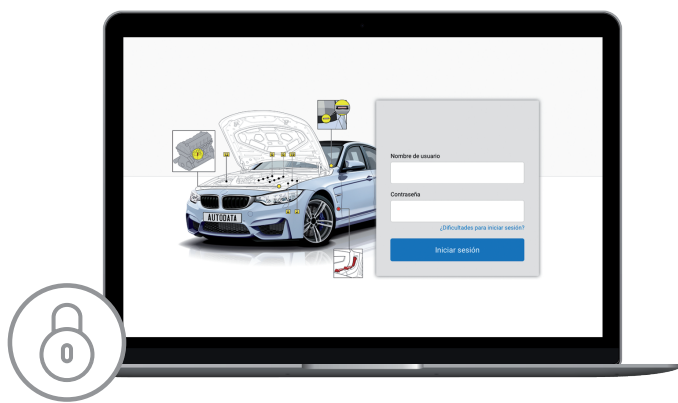 AUTODATA
Nombre de usuario
Contraseña
¿Dificultades para iniciar sesión?
Iniciar sesión